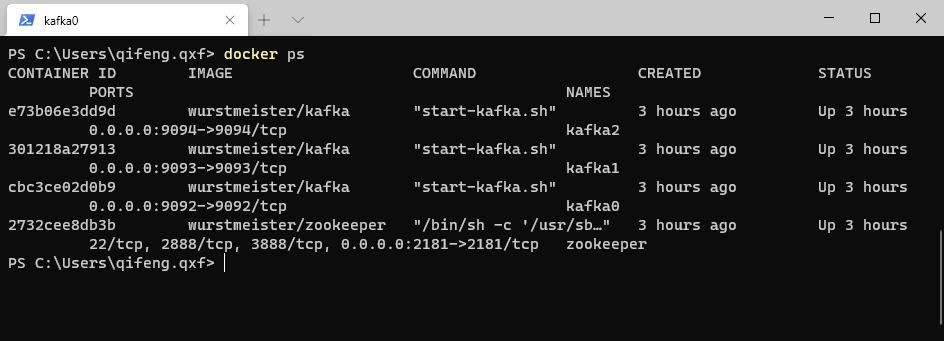 kafka0
PS C:\Users\qifeng.qxf> docker ps
CONTAINER ID        IMAGE                    COMMAND                  CREATED             STATUS
         PORTS                                                NAMES
e73b06e3dd9d        wurstmeister/kafka       "start-kafka.sh"         3 hours ago         Up 3 hours
         0.0.0.0:9094->9094/tcp                               kafka2
301218a27913        wurstmeister/kafka       "start-kafka.sh"         3 hours ago         Up 3 hours
         0.0.0.0:9093->9093/tcp                               kafka1
cbc3ce02d0b9        wurstmeister/kafka       "start-kafka.sh"         3 hours ago         Up 3 hours
         0.0.0.0:9092->9092/tcp                               kafka0
2732cee8db3b        wurstmeister/zookeeper   "/bin/sh -c '/usr/sb…"   3 hours ago         Up 3 hours
         22/tcp, 2888/tcp, 3888/tcp, 0.0.0.0:2181->2181/tcp   zookeeper
PS C:\Users\qifeng.qxf>